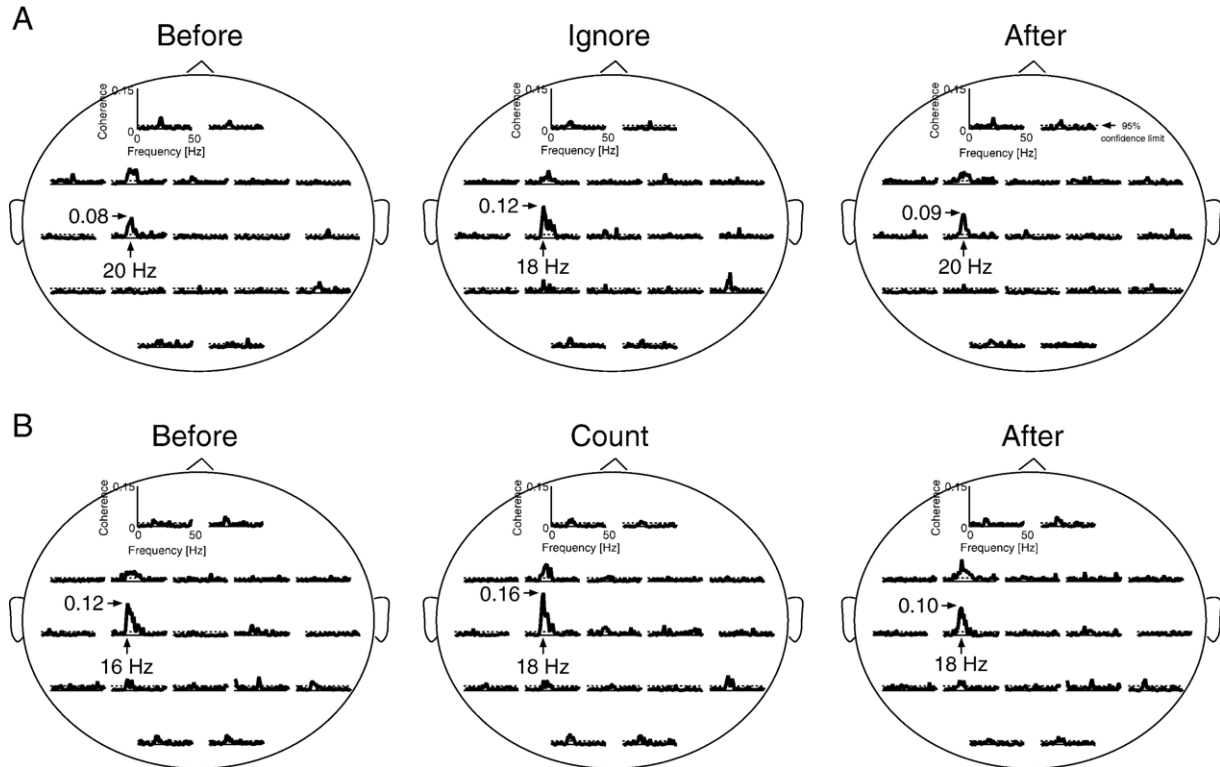 A
Before
Ignore
After
Coherence
0.15
0
0
50
Frequency [Hz]
0.08
20 Hz
Coherence
0.15
0
0
50
Frequency [Hz]
0.12
18 Hz
Coherence
0.15
0
0
50
Frequency [Hz]
95%
confidence limit
0.09
20 Hz
B
Before
Count
After
Coherence
0.15
0
0
50
Frequency [Hz]
0.12
16 Hz
Coherence
0.15
0
0
50
Frequency [Hz]
0.16
18 Hz
Coherence
0.15
0
0
50
Frequency [Hz]
0.10
18 Hz